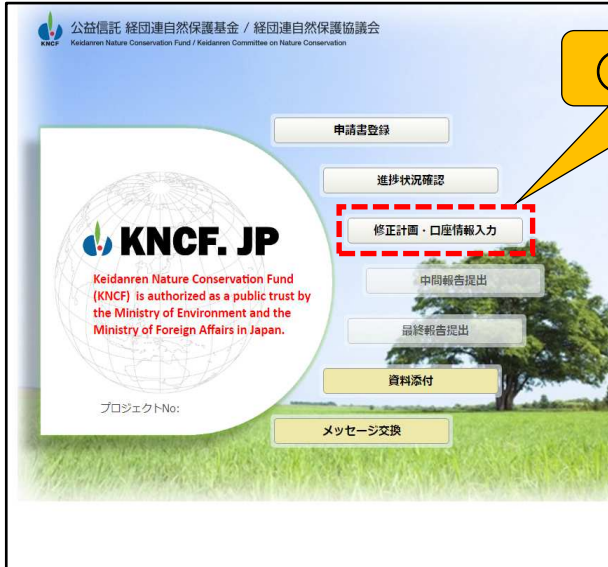 公益信託 経団連自然保護基金 / 経団連自然保護協議会
KNCF Keidanren Nature Conservation Fund / Keidanren Committee on Nature Conservation
申請書登録
進捗状況確認
修正計画・口座情報入力
中間報告提出
最終報告提出
資料添付
メッセージ交換
KNCF. JP
Keidanren Nature Conservation Fund
(KNCF) is authorized as a public trust by
the Ministry of Environment and the
Ministry of Foreign Affairs in Japan.
プロジェクトNo: